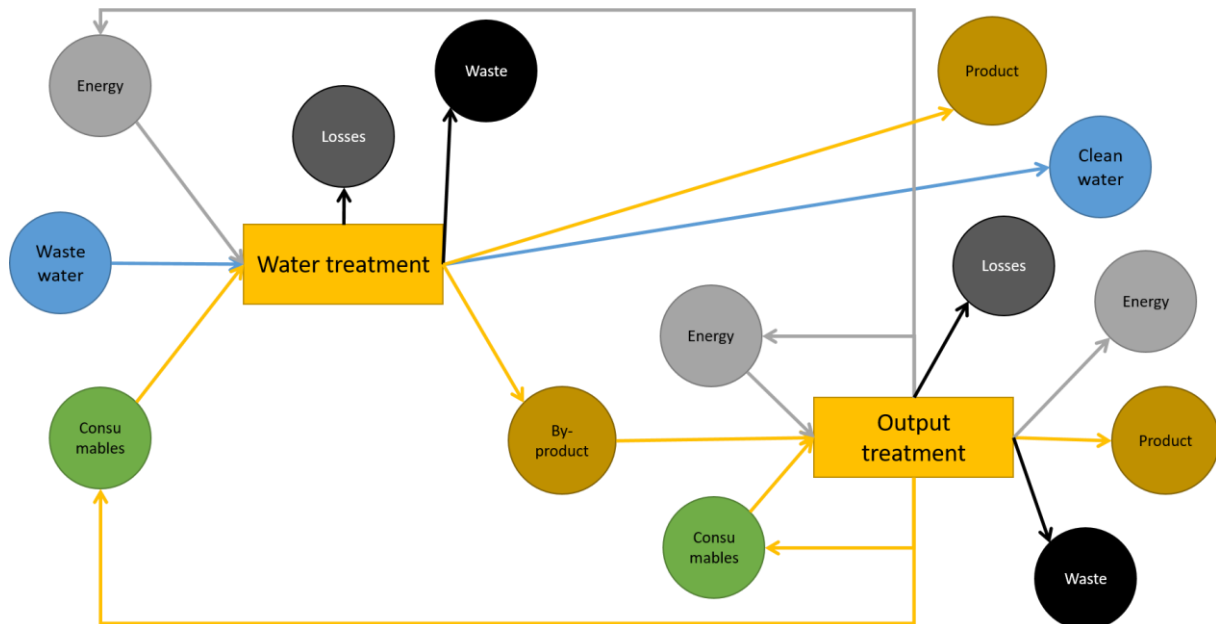 Energy
Losses
Waste
Product
Clean
water
Waste
water
Water treatment
Losses
Energy
Energy
Consu
mables
By-
product
Output
treatment
Product
Consu
mables
Waste